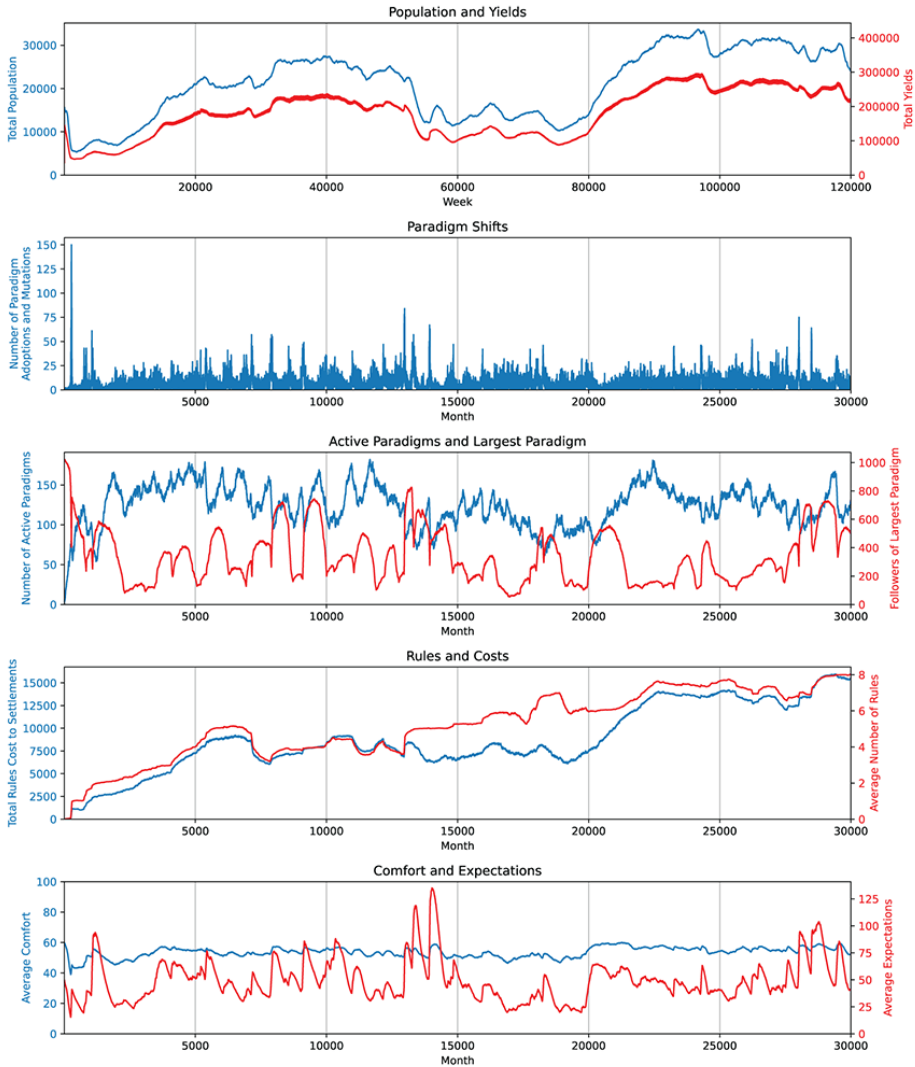 Population and Yields
Total Population
30000
20000
10000
0
400000
300000
200000
100000
0
Total Yields
20000 40000 60000 80000 100000 120000
Week
Paradigm Shifts
Number of Paradigm
Adoptions and Mutations
150
125
100
75
50
25
0
5000 10000 15000 20000 25000 30000
Month
Active Paradigms and Largest Paradigm
Number of Active Paradigms
150
100
50
0
1000
800
600
400
200
0
Followers of Largest Paradigm
5000 10000 15000 20000 25000 30000
Month
Rules and Costs
Total Rules Cost to Settlements
15000
12500
10000
7500
5000
2500
0
8
6
4
2
0
Average Number of Rules
5000 10000 15000 20000 25000 30000
Month
Comfort and Expectations
Average Comfort
100
80
60
40
20
0
125
100
75
50
25
0
Average Expectations
5000 10000 15000 20000 25000 30000
Month